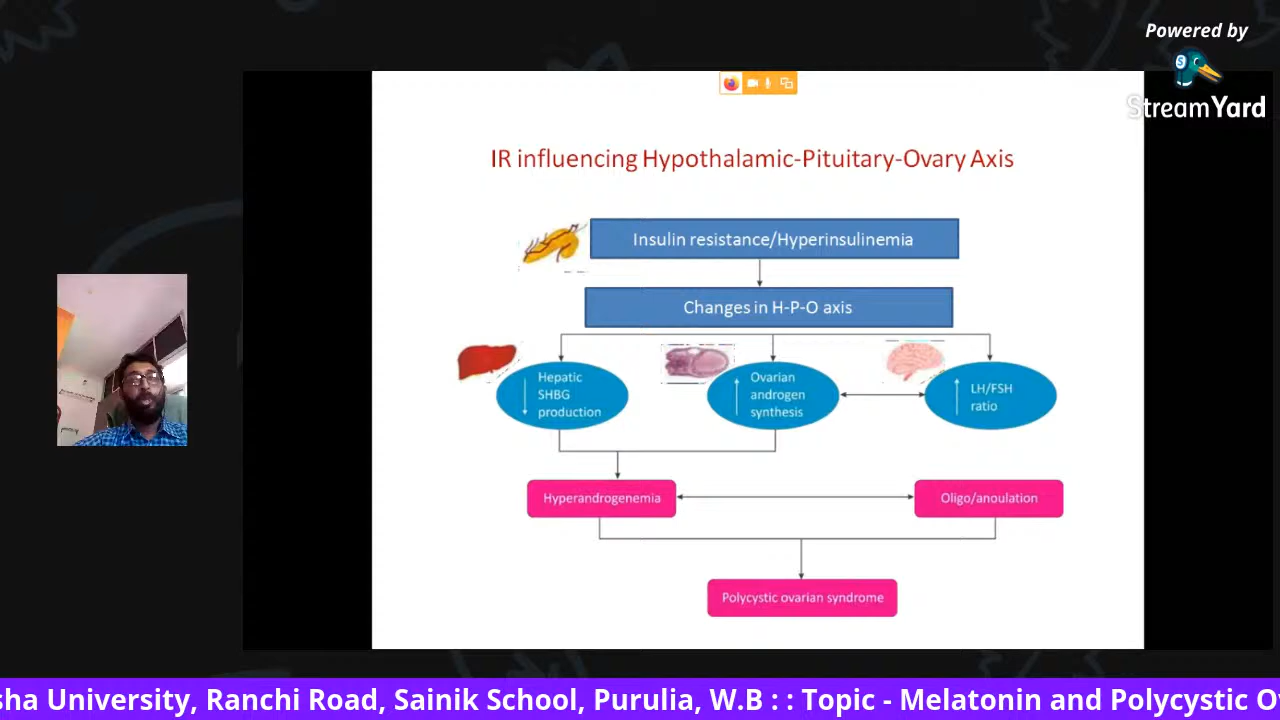 Powered by
StreamYard
IR influencing Hypothalamic-Pituitary-Ovary Axis
Insulin resistance/Hyperinsulinemia
Changes in H-P-O axis
Hepatic
SHBG
production
Ovarian
androgen
synthesis
LH/FSH
ratio
Hyperandrogenemia
Oligo/anoulation
Polycystic ovarian syndrome
sha University, Ranchi Road, Sainik School, Purulia, W.B : : Topic - Melatonin and Polycystic O